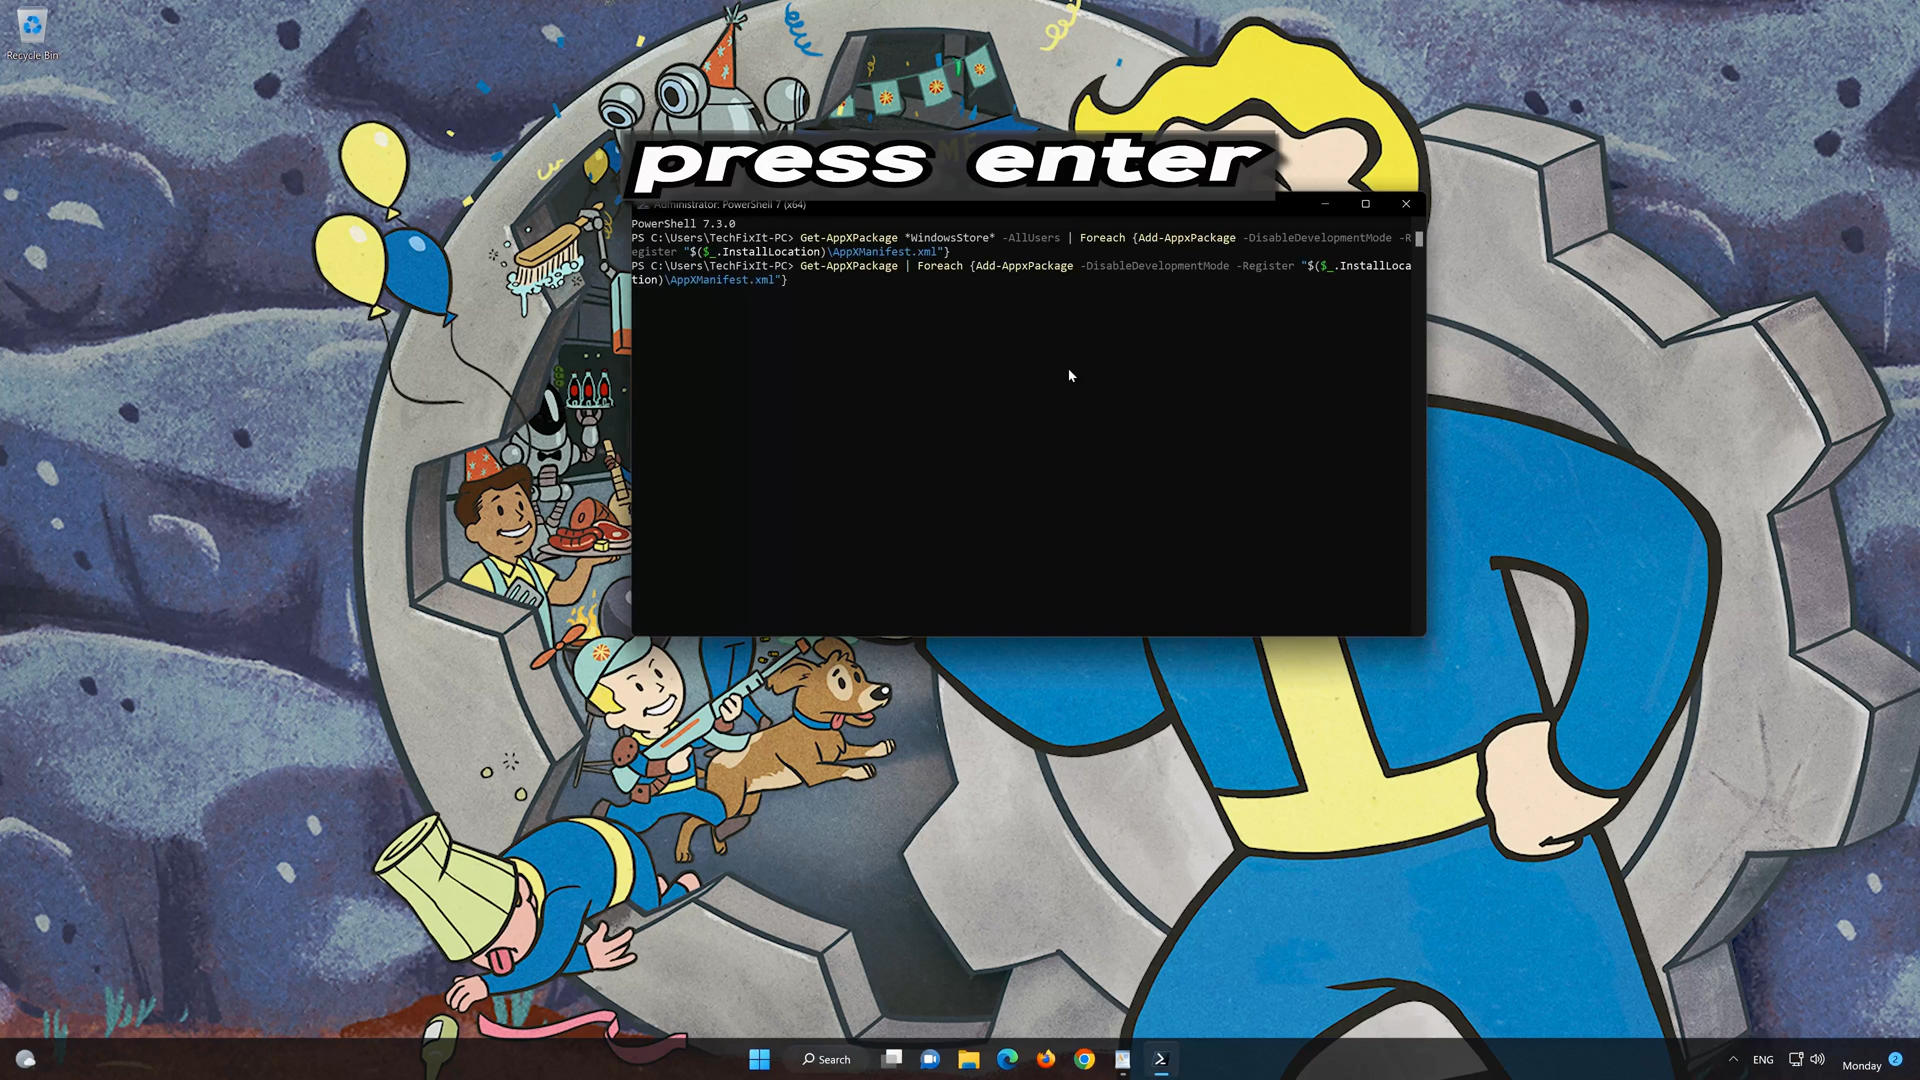 Recycle Bin
press enter
Administrator: PowerShell 7 (x64)
PowerShell 7.3.0
PS C:\Users\TechFixIt-PC> Get-AppXPackage *WindowsStore* -AllUsers | Foreach {Add-AppxPackage -DisableDevelopmentMode -R
egister "$($_.InstallLocation)\AppXManifest.xml"}
PS C:\Users\TechFixIt-PC> Get-AppXPackage | Foreach {Add-AppxPackage -DisableDevelopmentMode -Register "$($_.InstallLoca
tion)\AppXManifest.xml"}
Search
ENG
Monday
2